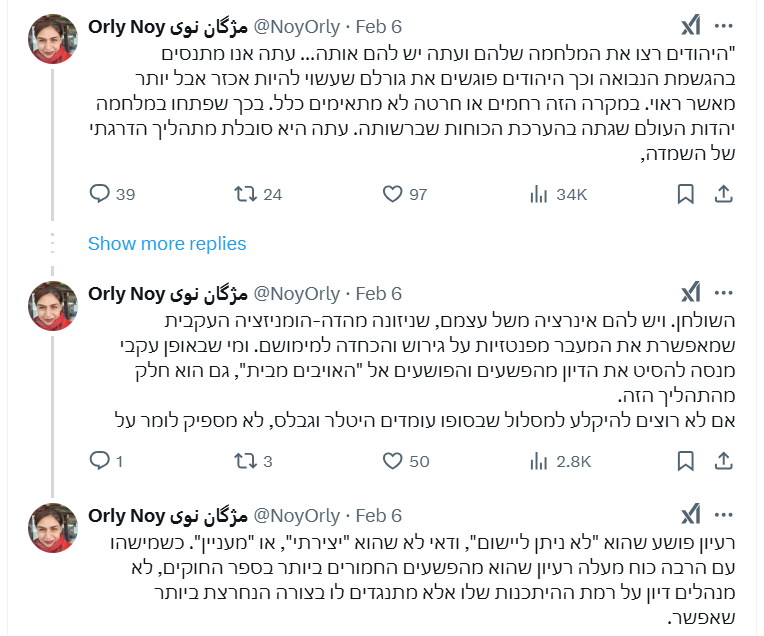 Orly Noy مژگان نوی @NoyOrly · Feb 6
"היהודים רצו את המלחמה שלהם ועתה יש להם אותה... עתה אנו מתנסים
בהגשמת הנבואה וכך היהודים פוגשים את גורלם שעשוי להיות אכזר אבל יותר
מאשר ראוי. במקרה הזה רחמים או חרטה לא מתאימים כלל. בכך שפתחו במלחמה
יהדות העולם שגתה בהערכת הכוחות שברשותה. עתה היא סובלת מתהליך הדרגתי
של השמדה,
39 24 97 34K
Show more replies
Orly Noy مژگان نوی @NoyOrly · Feb 6
השולחן. ויש להם אינרציה משל עצמם, שניזונה מהדה-הומניזציה העקבית
שמאפשרת את המעבר מפנטזיות על גירוש והכחדה למימושם. ומי שבאופן עקבי
מנסה להסיט את הדיון מהפשעים והפושעים אל "האויבים מבית", גם הוא חלק
מהתהליך הזה.
אם לא רוצים להיקלע למסלול שבסופו עומדים היטלר וגבלס, לא מספיק לומר על
1 3 50 2.8K
Orly Noy مژگان نوی @NoyOrly · Feb 6
רעיון פושע שהוא "לא ניתן ליישום", ודאי לא שהוא "יצירתי", או "מעניין". כשמישהו
עם הרבה כוח מעלה רעיון שהוא מהפשעים החמורים ביותר בספר החוקים, לא
מנהלים דיון על רמת ההיתכנות שלו אלא מתנגדים לו בצורה הנחרצת ביותר
שאפשר.